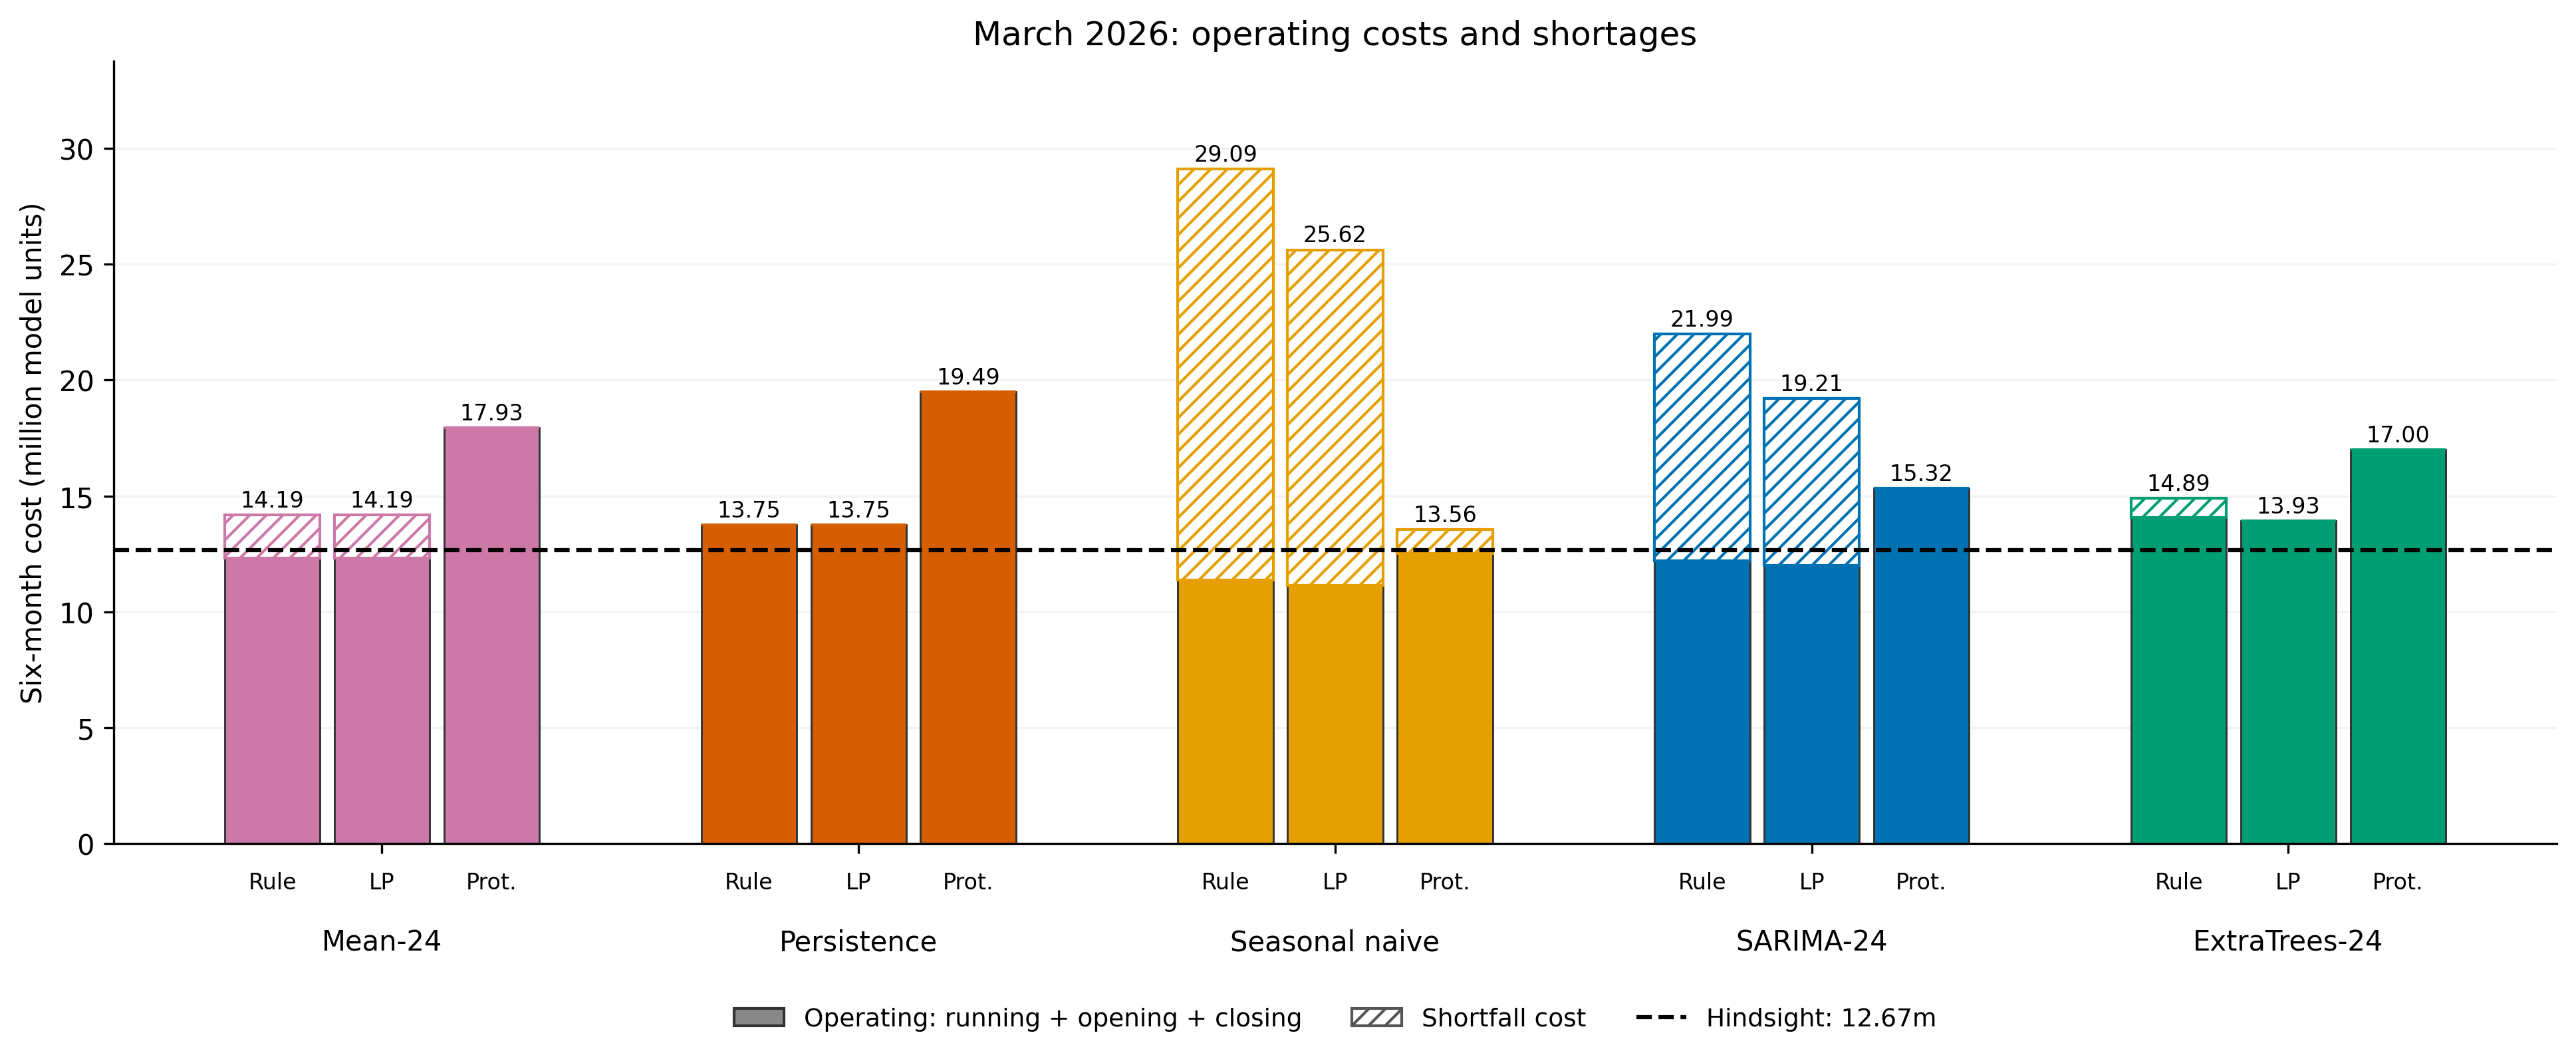 March 2026: operating costs and shortages
Six-month cost (million model units)
30
25
20
15
10
5
0
14.19 14.19 17.93
13.75 13.75 19.49
29.09 25.62 13.56
21.99 19.21 15.32
14.89 13.93 17.00
Rule LP Prot. Rule LP Prot. Rule LP Prot. Rule LP Prot. Rule LP Prot.
Mean-24 Persistence Seasonal naive SARIMA-24 ExtraTrees-24
Operating: running + opening + closing Shortfall cost Hindsight: 12.67m